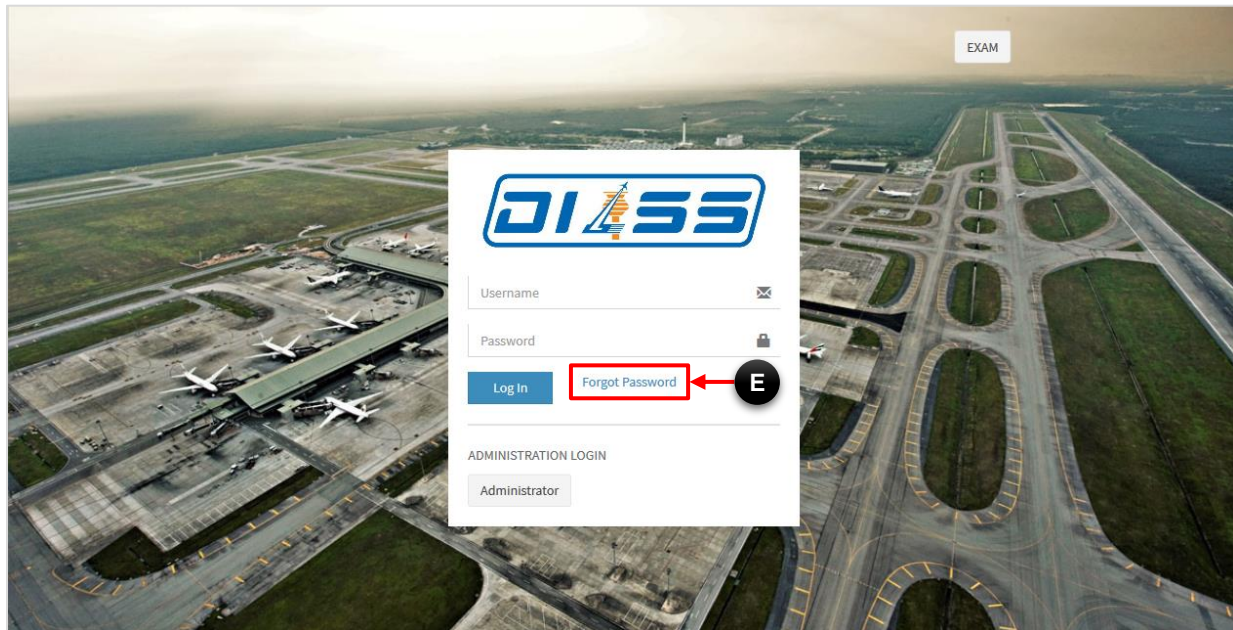 EXAM
DIASS
Username
Password
Log In
Forgot Password
E
ADMINISTRATION LOGIN
Administrator